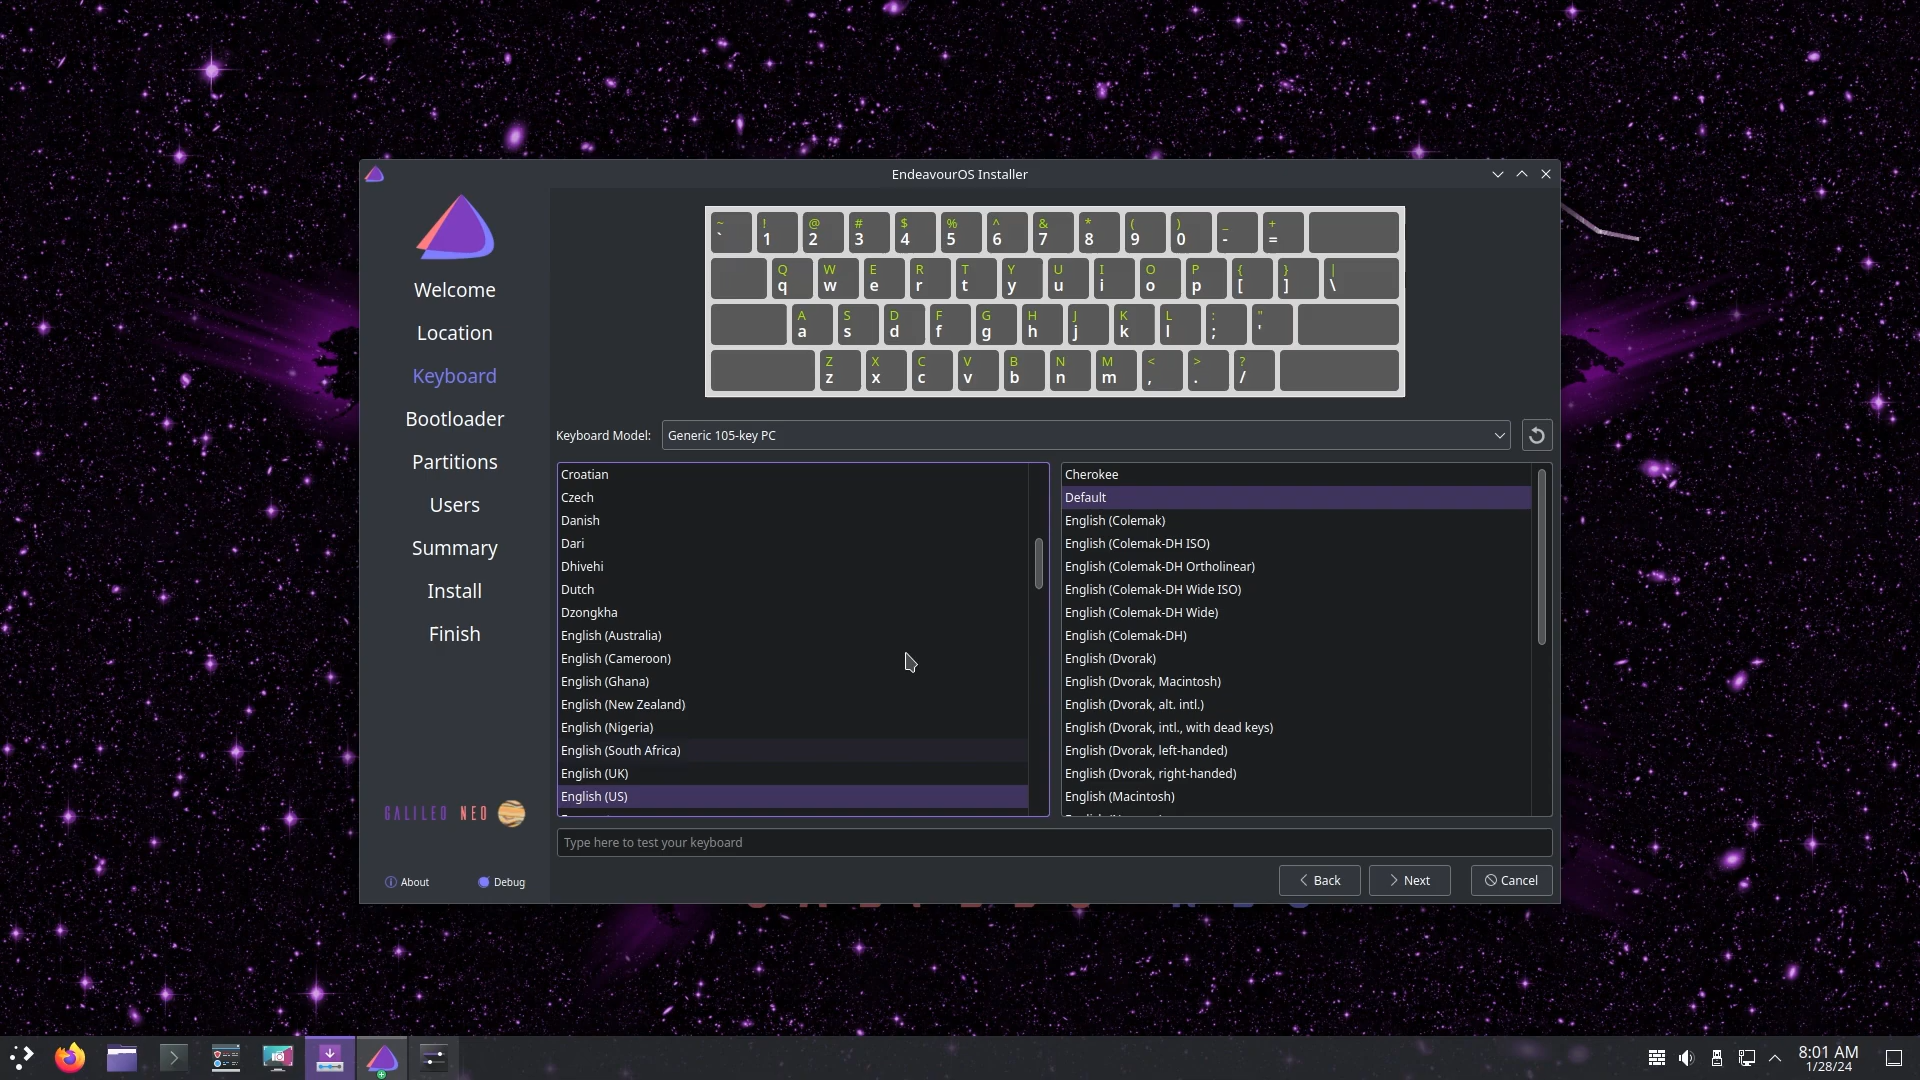 EndeavourOS Installer
Welcome
Location
Keyboard
Bootloader
Partitions
Users
Summary
Install
Finish
GALILEO NEO
About
Debug
~ ! @ # $ % ^ & * ( ) _ +
` 1 2 3 4 5 6 7 8 9 0 - =
Q W E R T Y U I O P { } |
q w e r t y u i o p [ ] \
A S D F G H J K L : "
a s d f g h j k l ; '
Z X C V B N M < > ?
z x c v b n m , . /
Keyboard Model:
Generic 105-key PC
Croatian
Czech
Danish
Dari
Dhivehi
Dutch
Dzongkha
English (Australia)
English (Cameroon)
English (Ghana)
English (New Zealand)
English (Nigeria)
English (South Africa)
English (UK)
English (US)
Cherokee
Default
English (Colemak)
English (Colemak-DH ISO)
English (Colemak-DH Ortholinear)
English (Colemak-DH Wide ISO)
English (Colemak-DH Wide)
English (Colemak-DH)
English (Dvorak)
English (Dvorak, Macintosh)
English (Dvorak, alt. intl.)
English (Dvorak, intl., with dead keys)
English (Dvorak, left-handed)
English (Dvorak, right-handed)
English (Macintosh)
Type here to test your keyboard
Back
Next
Cancel
8:01 AM
1/28/24